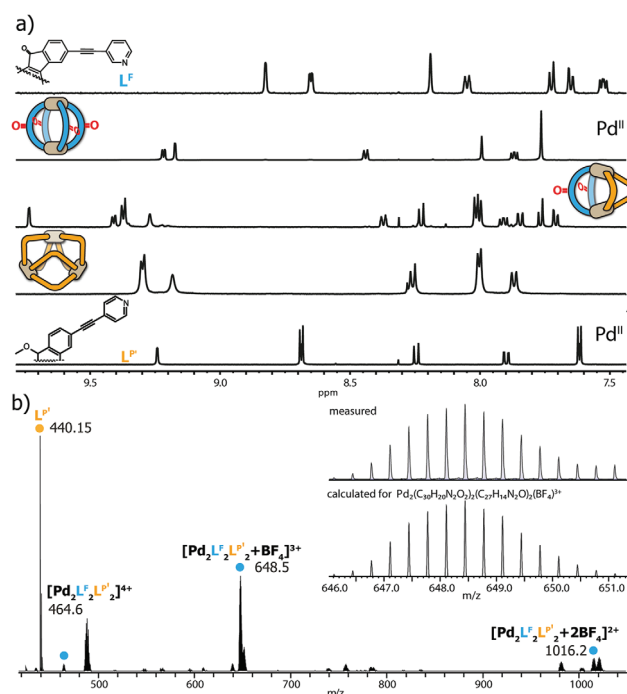 a)
O
N
L^F
O=
O
O
=O
Pd^II
O=
O
N
O
L^P'
Pd^II
9.5 9.0 8.5 8.0 7.5
ppm
b)
L^P'
440.15
[Pd2L^F2L^P'2]4+
464.6
[Pd2L^F2L^P'2+BF4]3+
648.5
measured
calculated for Pd2(C30H20N2O2)2(C27H14N2O)2(BF4)3+
646.0 647.0 648.0 649.0 650.0 651.0
m/z
[Pd2L^F2L^P'2+2BF4]2+
1016.2
500 600 700 800 900 1000
m/z